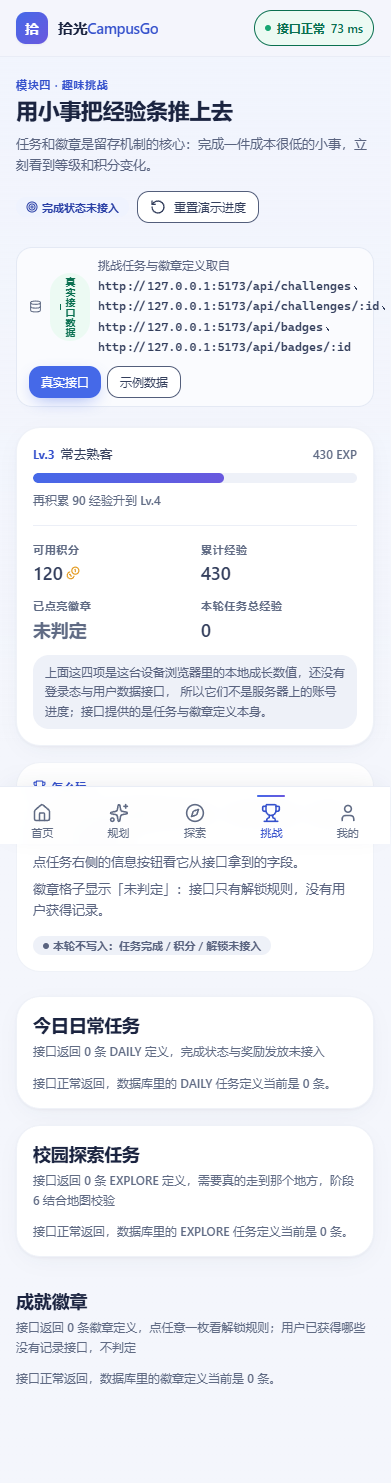 拾 拾光CampusGo 接口正常 73 ms
模块四 · 趣味挑战
用小事把经验条推上去
任务和徽章是留存机制的核心：完成一件成本很低的小事，立
刻看到等级和积分变化。
完成状态未接入 重置演示进度
真实接口数据
挑战任务与徽章定义取自
http://127.0.0.1:5173/api/challenges、
http://127.0.0.1:5173/api/challenges/:id、
http://127.0.0.1:5173/api/badges、
http://127.0.0.1:5173/api/badges/:id
真实接口 示例数据
Lv.3 常去熟客 430 EXP
再积累 90 经验升到 Lv.4
可用积分 累计经验
120 430
已点亮徽章 本轮任务总经验
未判定 0
上面这四项是这台设备浏览器里的本地成长数值，还没有
登录态与用户数据接口， 所以它们不是服务器上的账号
进度；接口提供的是任务与徽章定义本身。
首页 规划 探索 挑战 我的
点任务右侧的信息按钮看它从接口拿到的字段。
徽章格子显示「未判定」：接口只有解锁规则，没有用
户获得记录。
本轮不写入：任务完成 / 积分 / 解锁未接入
今日日常任务
接口返回 0 条 DAILY 定义，完成状态与奖励发放未接入
接口正常返回，数据库里的 DAILY 任务定义当前是 0 条。
校园探索任务
接口返回 0 条 EXPLORE 定义，需要真的走到那个地方，阶段
6 结合地图校验
接口正常返回，数据库里的 EXPLORE 任务定义当前是 0 条。
成就徽章
接口返回 0 条徽章定义，点任意一枚看解锁规则；用户已获得哪些
没有记录接口，不判定
接口正常返回，数据库里的徽章定义当前是 0 条。